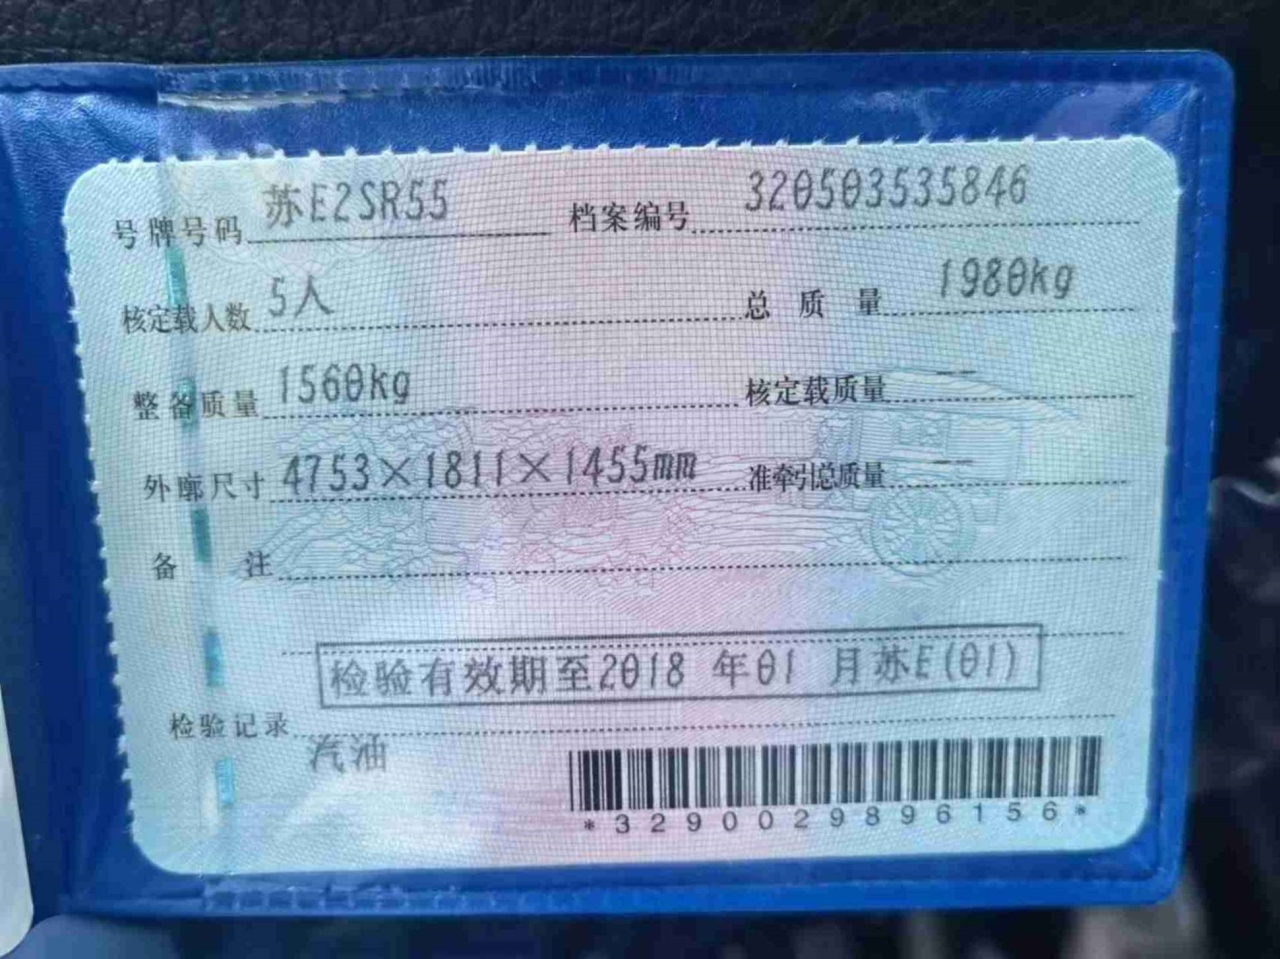 号牌号码 苏E2SR55 档案编号 320503535846
核定载人数 5人 总质量 1980kg
整备质量 1560kg 核定载质量 --
外廓尺寸 4753×1811×1455mm 准牵引总质量 --
备注
检验有效期至2018 年01 月苏E(01)
检验记录
汽油
*3290029896156*